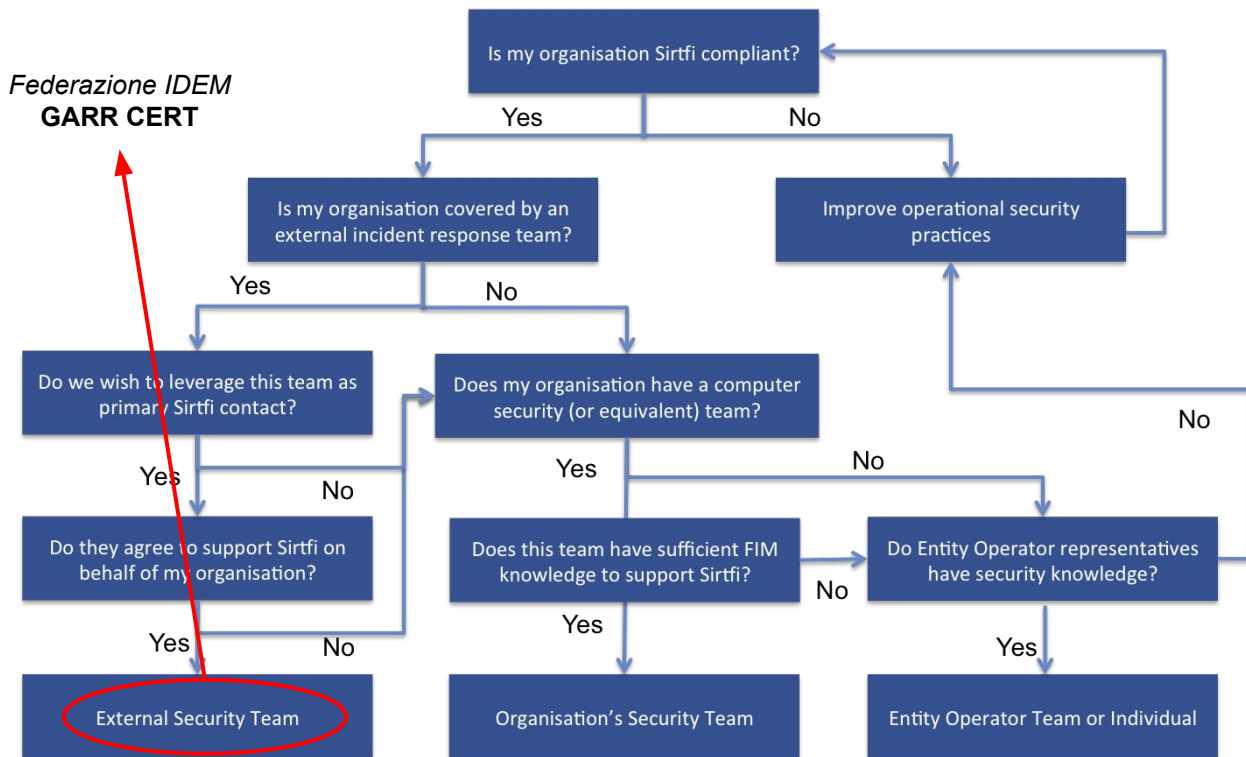 Is my organisation Sirtfi compliant?
Federazione IDEM
GARR CERT
Yes
No
Is my organisation covered by an
external incident response team?
Improve operational security
practices
Yes
No
Do we wish to leverage this team as
primary Sirtfi contact?
Does my organisation have a computer
security (or equivalent) team?
No
Yes
No
Yes
No
Do they agree to support Sirtfi on
behalf of my organisation?
Does this team have sufficient FIM
knowledge to support Sirtfi?
Do Entity Operator representatives
have security knowledge?
No
Yes
No
Yes
Yes
External Security Team
Organisation's Security Team
Entity Operator Team or Individual